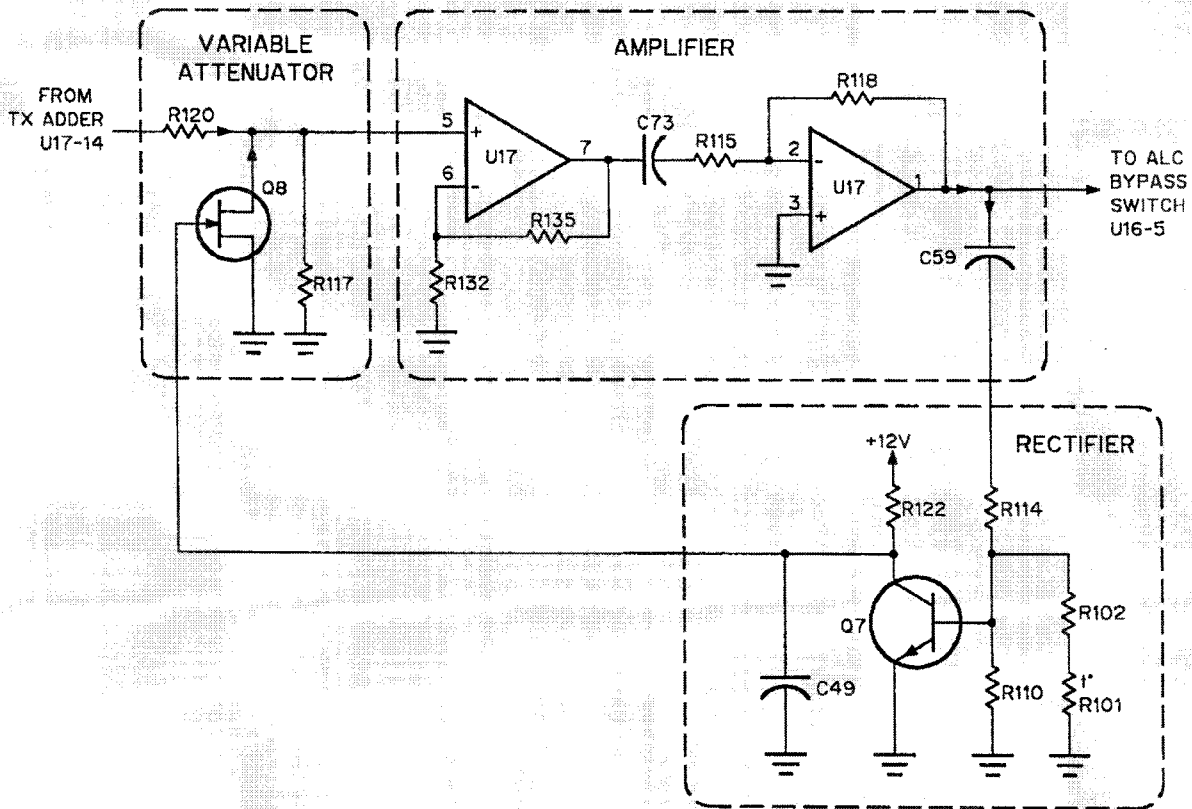 VARIABLE
ATTENUATOR
AMPLIFIER
FROM
TX ADDER
U17-14
R120
Q8
R117
5
+
6
-
U17
7
R135
R132
C73
R115
R118
2
-
3
+
U17
1
C59
TO ALC
BYPASS
SWITCH
U16-5
RECTIFIER
+12V
R122
R114
Q7
R102
C49
R110
t°
R101